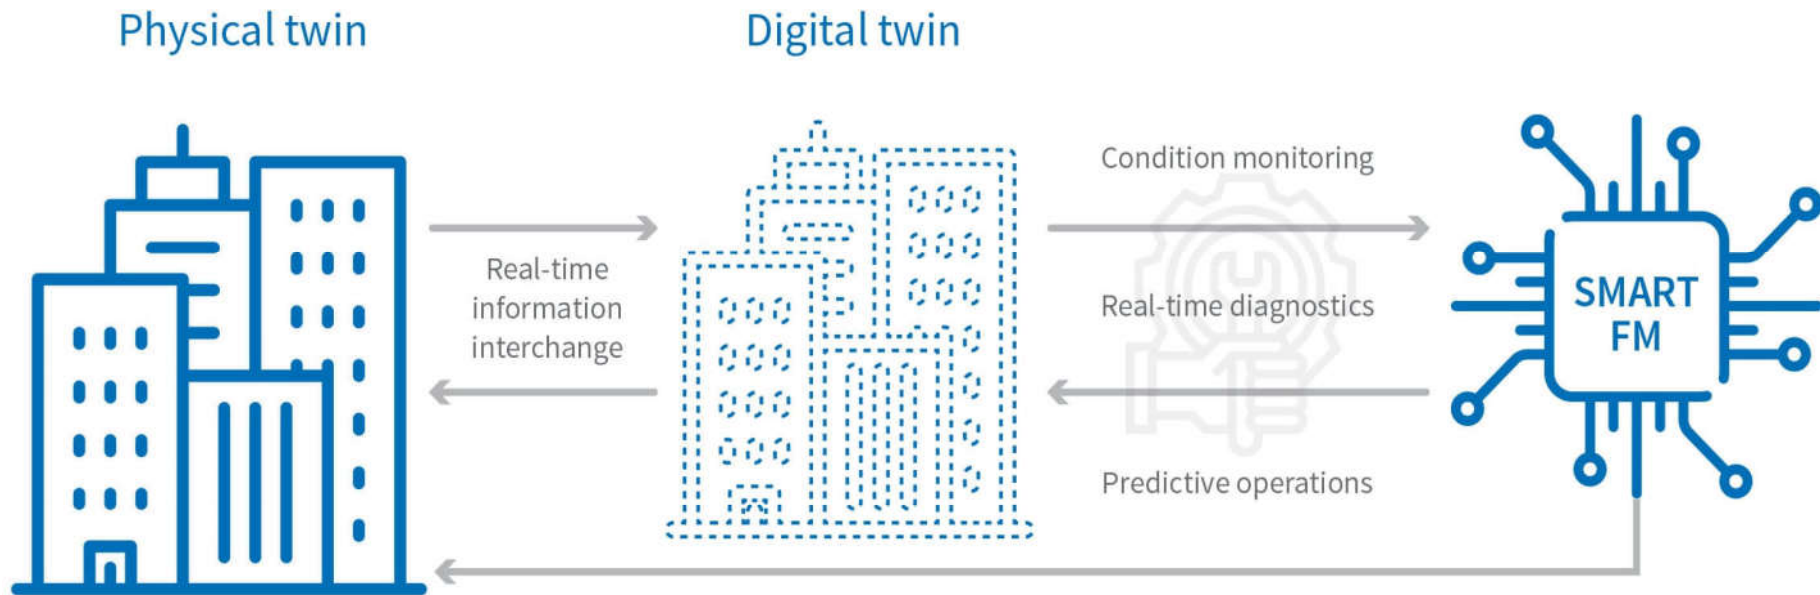 Physical twin
Digital twin
Real-time
information
interchange
Condition monitoring
Real-time diagnostics
Predictive operations
SMART
FM